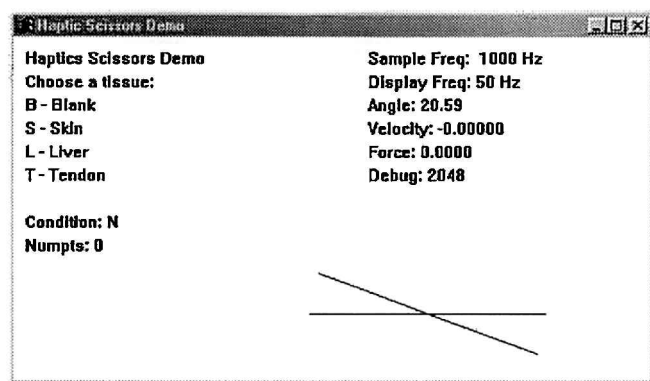 Haptic Scissors Demo
Haptics Scissors Demo
Choose a tissue:
B - Blank
S - Skin
L - Liver
T - Tendon
Condition: N
Numpts: 0
Sample Freq: 1000 Hz
Display Freq: 50 Hz
Angle: 20.59
Velocity: -0.00000
Force: 0.0000
Debug: 2048